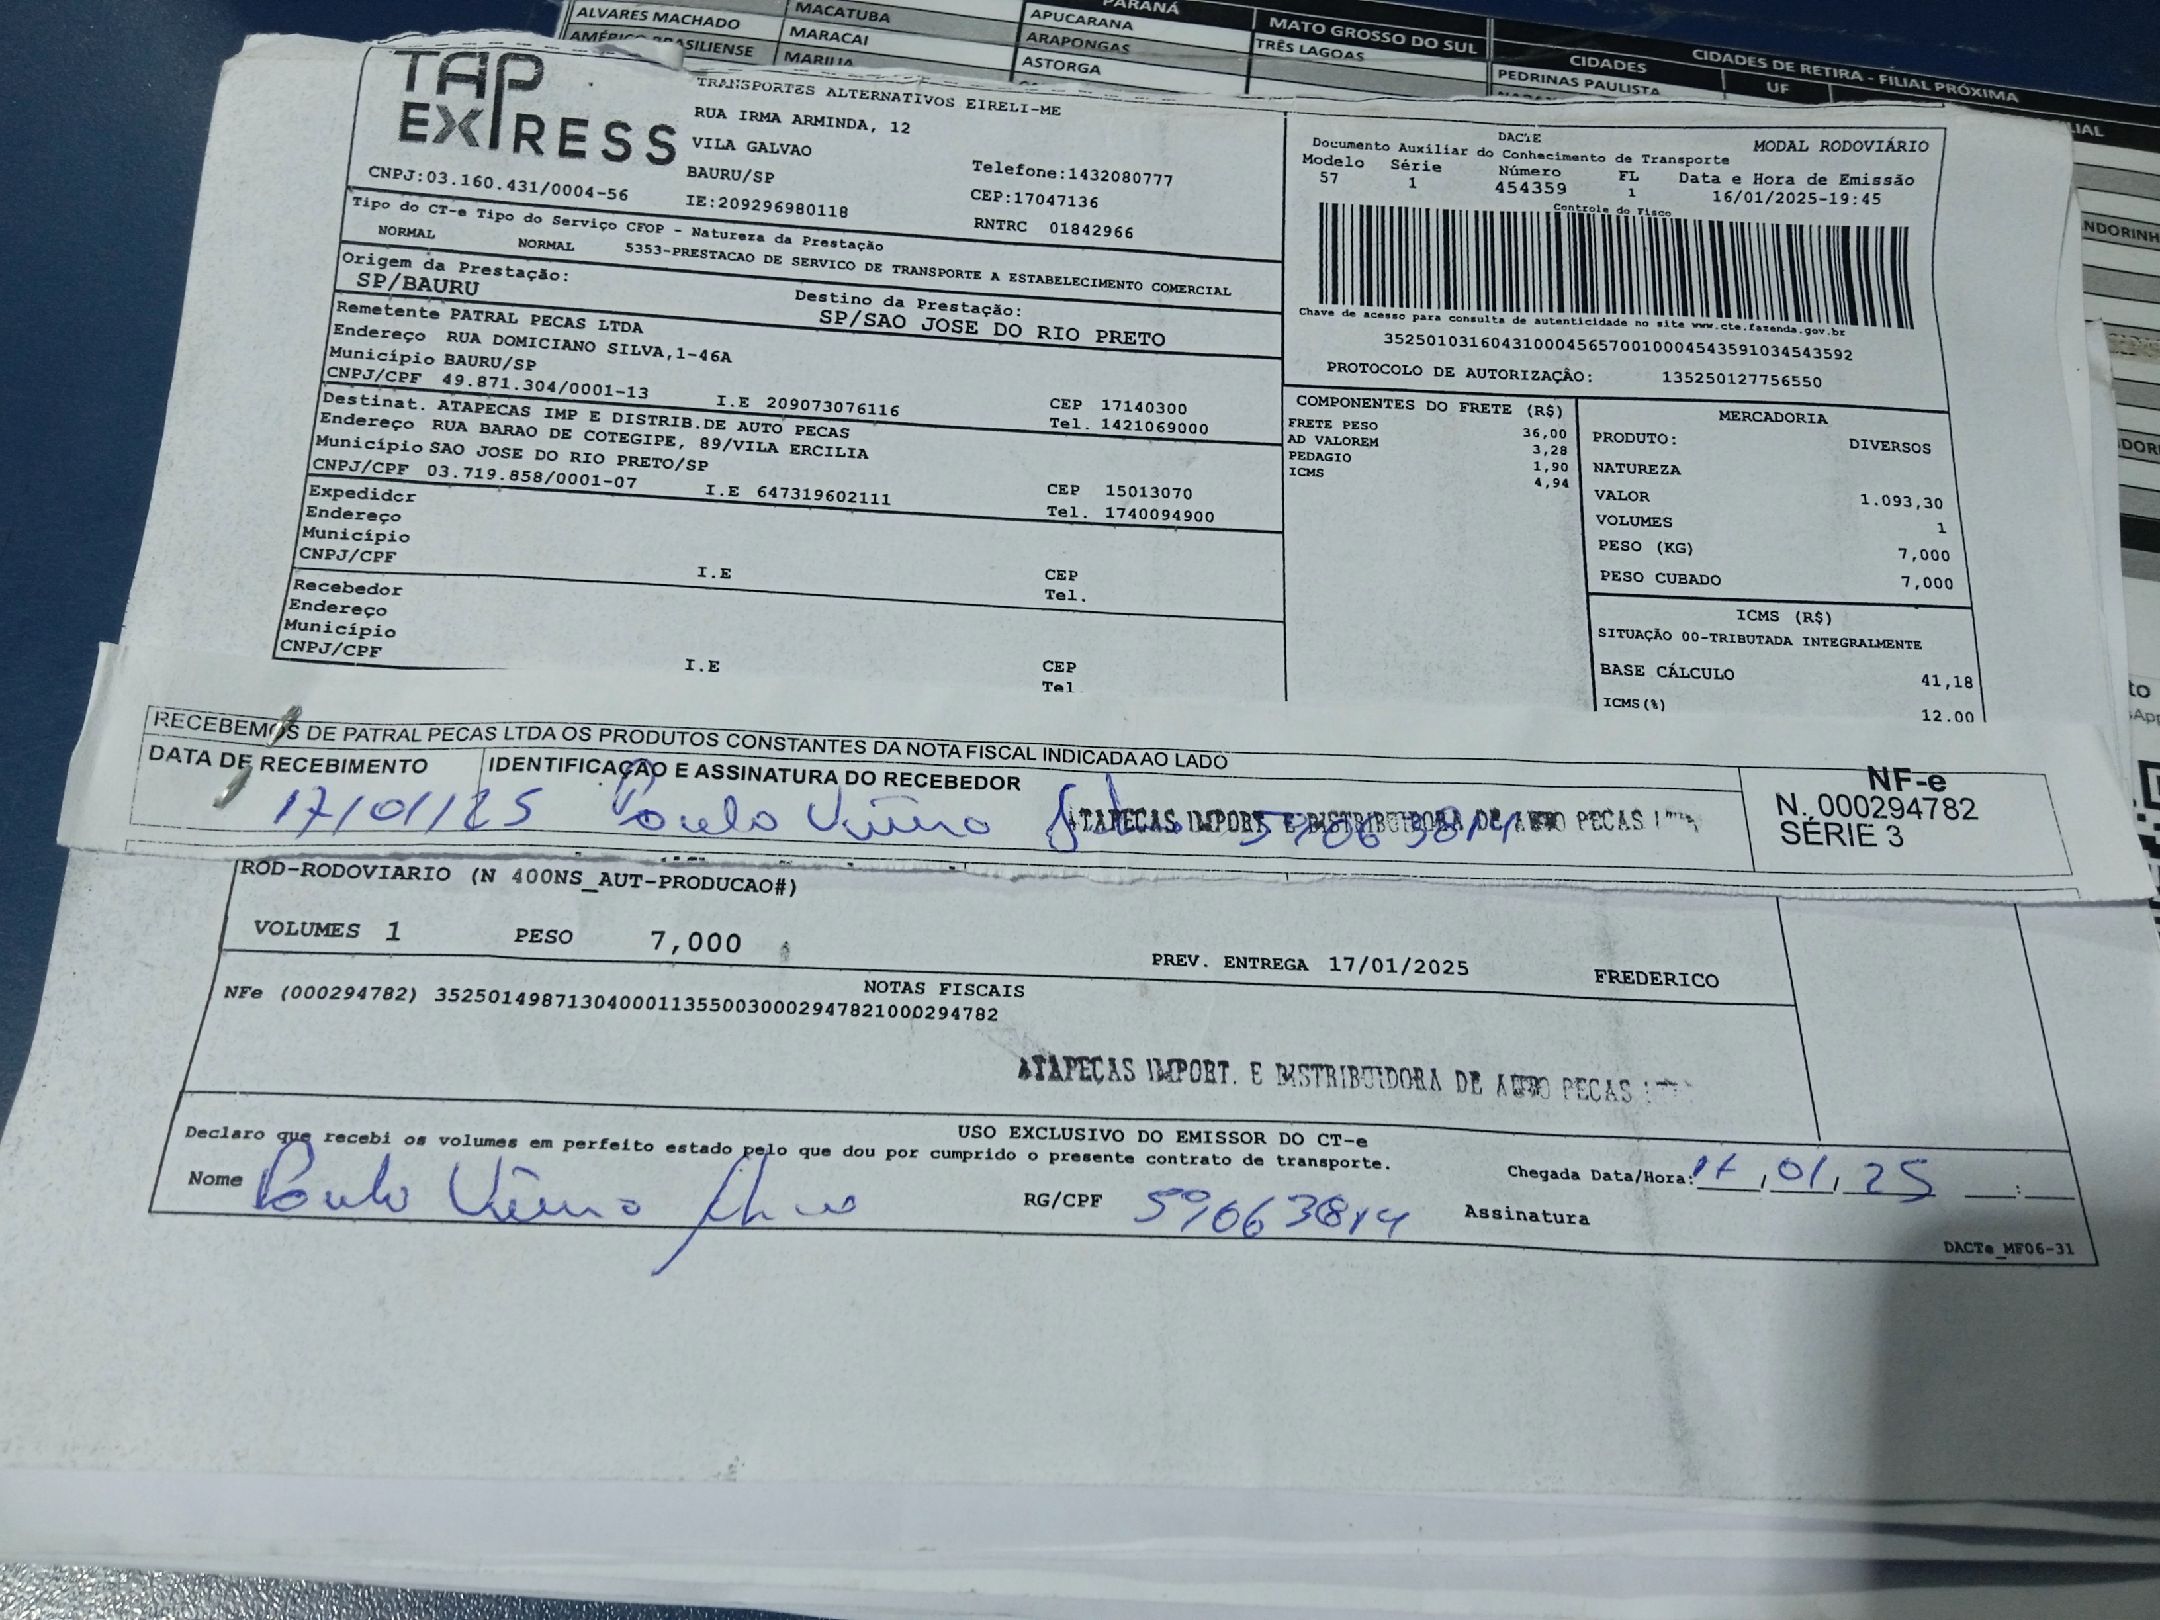 PARANÁ
ALVARES MACHADO MACATUBA APUCARANA MATO GROSSO DO SUL CIDADES CIDADES DE RETIRA - FILIAL PRÓXIMA
BRASILIENSE MARACAI ARAPONGAS TRÊS LAGOAS PEDRINAS PAULISTA UF
MARILIA ASTORGA
TAP EXPRESS
TRANSPORTES ALTERNATIVOS EIRELI-ME
RUA IRMA ARMINDA, 12
VILA GALVAO
BAURU/SP Telefone:1432080777
CNPJ:03.160.431/0004-56 IE:209296980118 CEP:17047136
RNTRC 01842966
DACTE MODAL RODOVIÁRIO
Documento Auxiliar do Conhecimento de Transporte
Modelo Série Número FL Data e Hora de Emissão
57 1 454359 1 16/01/2025-19:45
Controle do Fisco
Chave de acesso para consulta de autenticidade no site www.cte.fazenda.gov.br
35250103160431000456570010004543591034543592
PROTOCOLO DE AUTORIZAÇÂO: 135250127756550
Tipo do CT-e Tipo do Serviço CFOP - Natureza da Prestação
NORMAL NORMAL 5353-PRESTACAO DE SERVICO DE TRANSPORTE A ESTABELECIMENTO COMERCIAL
Origem da Prestação: Destino da Prestação:
SP/BAURU SP/SAO JOSE DO RIO PRETO
Remetente PATRAL PECAS LTDA
Endereço RUA DOMICIANO SILVA,1-46A
Município BAURU/SP CEP 17140300
CNPJ/CPF 49.871.304/0001-13 I.E 209073076116 Tel. 1421069000
Destinat. ATAPECAS IMP E DISTRIB.DE AUTO PECAS
Endereço RUA BARAO DE COTEGIPE, 89/VILA ERCILIA
Município SAO JOSE DO RIO PRETO/SP CEP 15013070
CNPJ/CPF 03.719.858/0001-07 I.E 647319602111 Tel. 1740094900
Expedidor
Endereço
Município CEP
CNPJ/CPF I.E Tel.
Recebedor
Endereço
Município CEP
CNPJ/CPF I.E Tel
COMPONENTES DO FRETE (R$)
FRETE PESO 36,00
AD VALOREM 3,28
PEDAGIO 1,90
ICMS 4,94
MERCADORIA
PRODUTO: DIVERSOS
NATUREZA
VALOR 1.093,30
VOLUMES 1
PESO (KG) 7,000
PESO CUBADO 7,000
ICMS (R$)
SITUAÇÃO 00-TRIBUTADA INTEGRALMENTE
BASE CÁLCULO 41,18
ICMS(%) 12.00
RECEBEMOS DE PATRAL PECAS LTDA OS PRODUTOS CONSTANTES DA NOTA FISCAL INDICADA AO LADO
DATA DE RECEBIMENTO IDENTIFICAÇÃO E ASSINATURA DO RECEBEDOR
17/01/25 Paulo
ATAPECAS IMPORT. E DISTRIBUIDORA DE AUTO PECAS
NF-e
N. 000294782
SÉRIE 3
ROD-RODOVIARIO (N 400NS_AUT-PRODUCAO#)
VOLUMES 1 PESO 7,000 PREV. ENTREGA 17/01/2025 FREDERICO
NOTAS FISCAIS
NFe (000294782) 35250149871304000113550030002947821000294782
ATAPECAS IMPORT. E DISTRIBUIDORA DE AUTO PECAS
USO EXCLUSIVO DO EMISSOR DO CT-e
Declaro que recebi os volumes em perfeito estado pelo que dou por cumprido o presente contrato de transporte.
Chegada Data/Hora: 17,01,25
Nome Paulo RG/CPF Assinatura
DACTe_MF06-31